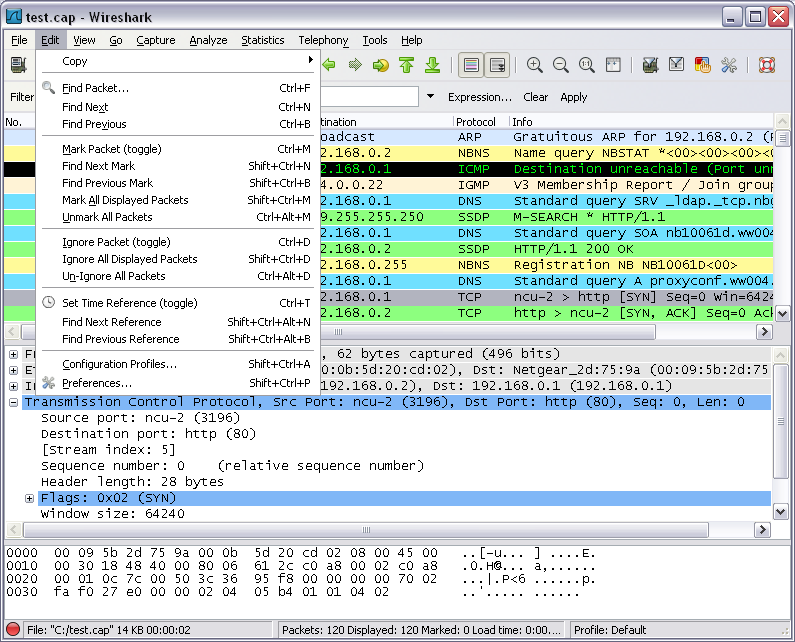 test.cap - Wireshark
File Edit View Go Capture Analyze Statistics Telephony Tools Help
Filter
Expression... Clear Apply
Copy
Find Packet... Ctrl+F
Find Next Ctrl+N
Find Previous Ctrl+B
Mark Packet (toggle) Ctrl+M
Find Next Mark Shift+Ctrl+N
Find Previous Mark Shift+Ctrl+B
Mark All Displayed Packets Shift+Ctrl+M
Unmark All Packets Ctrl+Alt+M
Ignore Packet (toggle) Ctrl+D
Ignore All Displayed Packets Shift+Ctrl+D
Un-Ignore All Packets Ctrl+Alt+D
Set Time Reference (toggle) Ctrl+T
Find Next Reference Shift+Ctrl+Alt+N
Find Previous Reference Shift+Ctrl+Alt+B
Configuration Profiles... Shift+Ctrl+A
Preferences... Shift+Ctrl+P
No. tination Protocol Info
oadcast ARP Gratuitous ARP for 192.168.0.2 (
2.168.0.2 NBNS Name query NBSTAT *<00><00><00><0
2.168.0.1 ICMP Destination unreachable (Port un
4.0.0.22 IGMP V3 Membership Report / Join group
2.168.0.1 DNS Standard query SRV _ldap._tcp.nb
9.255.255.250 SSDP M-SEARCH * HTTP/1.1
2.168.0.1 DNS Standard query SOA nb10061d.ww004
2.168.0.2 SSDP HTTP/1.1 200 OK
2.168.0.255 NBNS Registration NB NB10061D<00>
2.168.0.1 DNS Standard query A proxyconf.ww004.
2.168.0.1 TCP ncu-2 > http [SYN] Seq=0 Win=6424
2.168.0.2 TCP http > ncu-2 [SYN, ACK] Seq=0 Ack
, 62 bytes captured (496 bits)
0:0b:5d:20:cd:02), Dst: Netgear_2d:75:9a (00:09:5b:2d:75
(192.168.0.2), Dst: 192.168.0.1 (192.168.0.1)
Transmission Control Protocol, Src Port: ncu-2 (3196), Dst Port: http (80), Seq: 0, Len: 0
Source port: ncu-2 (3196)
Destination port: http (80)
[Stream index: 5]
Sequence number: 0 (relative sequence number)
Header length: 28 bytes
Flags: 0x02 (SYN)
Window size: 64240
0000 00 09 5b 2d 75 9a 00 0b 5d 20 cd 02 08 00 45 00 ..[-u... ] ....E.
0010 00 30 18 48 40 00 80 06 61 2c c0 a8 00 02 c0 a8 .0.H@... a,......
0020 00 01 0c 7c 00 50 3c 36 95 f8 00 00 00 00 70 02 ...|.P<6 ......p.
0030 fa f0 27 e0 00 00 02 04 05 b4 01 01 04 02 ..'..... ......
File: "C:/test.cap" 14 KB 00:00:02 Packets: 120 Displayed: 120 Marked: 0 Load time: 0:00.... Profile: Default